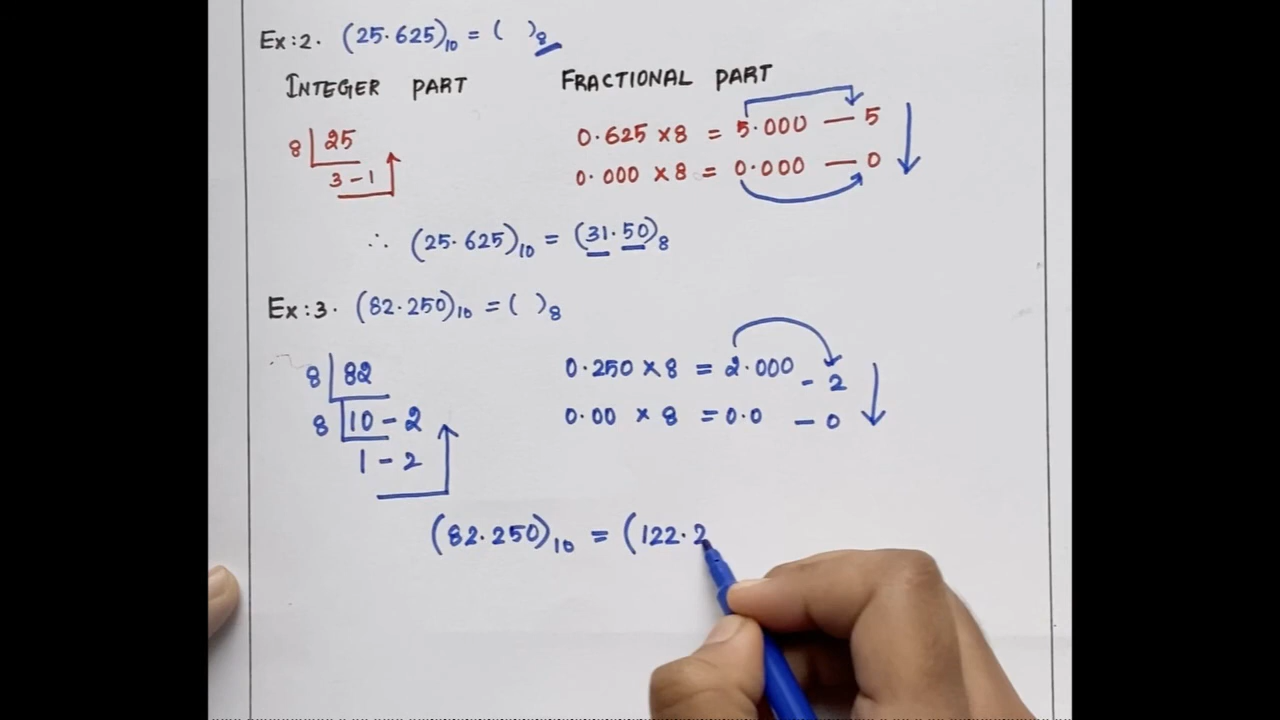 Ex:2. (25.625)₁₀ = ( )₈
INTEGER PART FRACTIONAL PART
8 | 25
3 - 1
0.625 × 8 = 5.000 — 5
0.000 × 8 = 0.000 — 0
∴ (25.625)₁₀ = (31.50)₈
Ex:3. (82.250)₁₀ = ( )₈
8 | 82
8 | 10 - 2
1 - 2
0.250 × 8 = 2.000 - 2
0.00 × 8 = 0.0 - 0
(82.250)₁₀ = (122.2